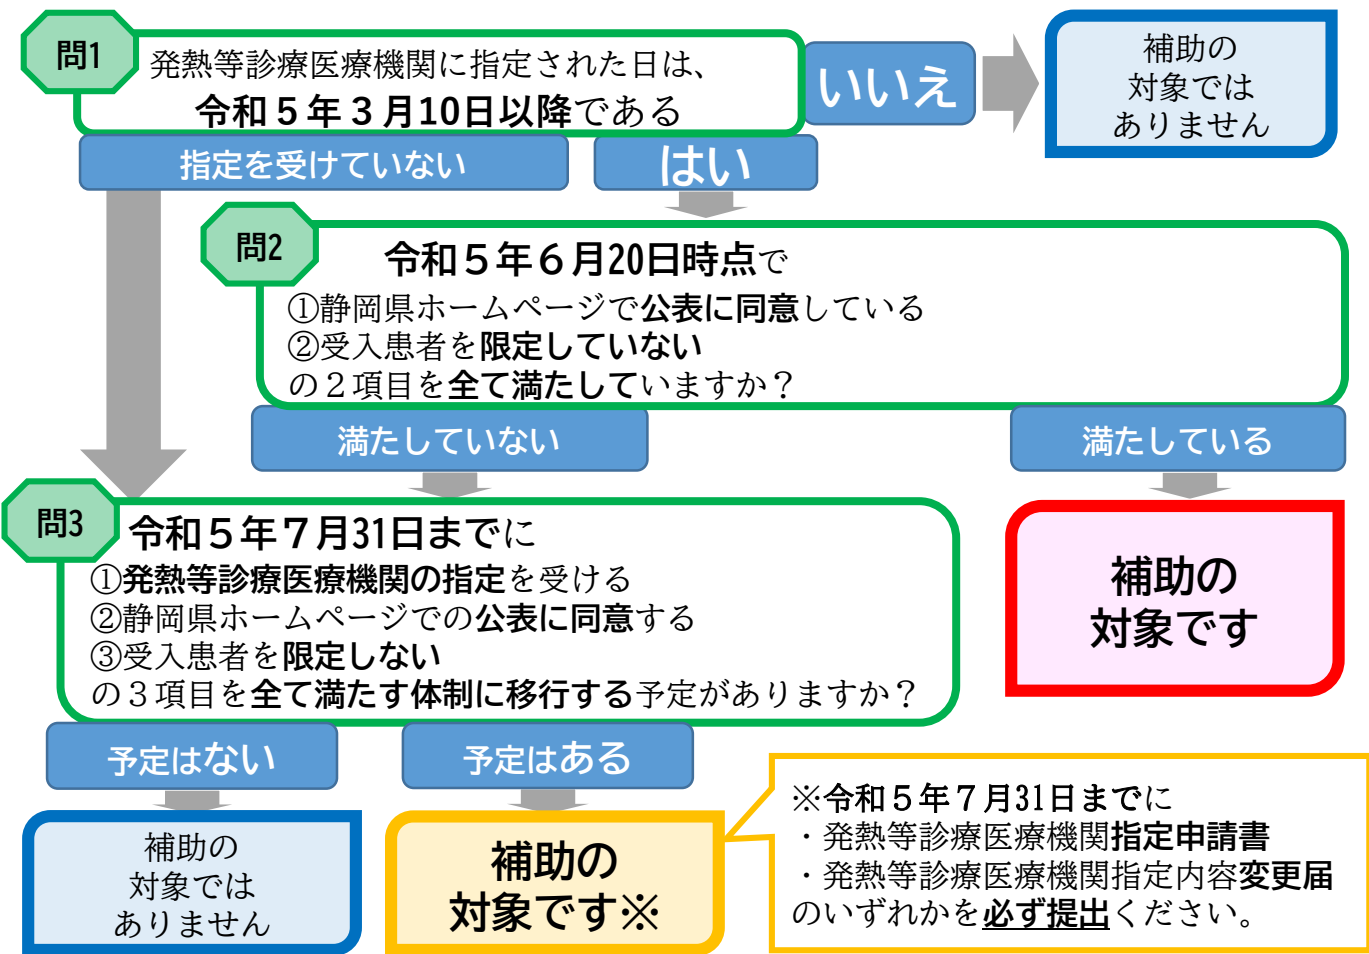 問1
発熱等診療医療機関に指定された日は、
令和５年３月10日以降である
いいえ
補助の
対象では
ありません
指定を受けていない
はい
問2
令和５年６月20日時点で
①静岡県ホームページで公表に同意している
②受入患者を限定していない
の２項目を全て満たしていますか？
満たしていない
満たしている
問3
令和５年７月31日までに
①発熱等診療医療機関の指定を受ける
②静岡県ホームページでの公表に同意する
③受入患者を限定しない
の３項目を全て満たす体制に移行する予定がありますか？
補助の
対象です
予定はない
予定はある
補助の
対象では
ありません
補助の
対象です※
※令和５年７月31日までに
・発熱等診療医療機関指定申請書
・発熱等診療医療機関指定内容変更届
のいずれかを必ず提出ください。